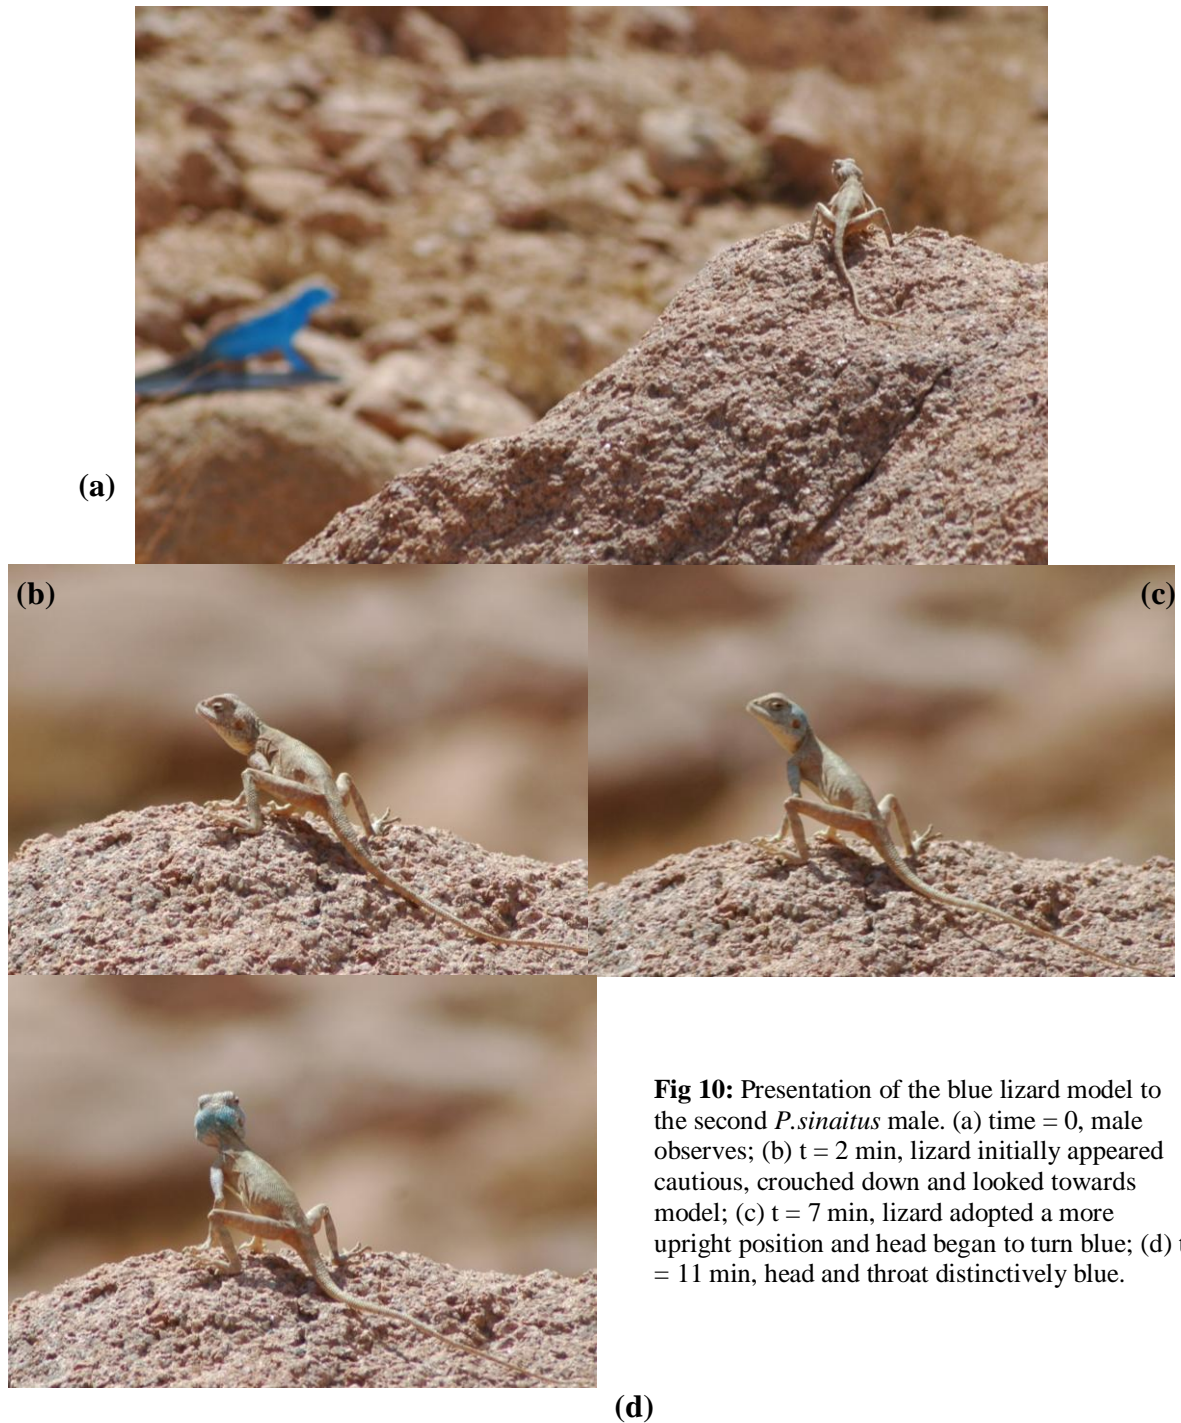 (a)
(b)
(c)
Fig 10: Presentation of the blue lizard model to
the second P.sinaitus male. (a) time = 0, male
observes; (b) t = 2 min, lizard initially appeared
cautious, crouched down and looked towards
model; (c) t = 7 min, lizard adopted a more
upright position and head began to turn blue; (d) t
= 11 min, head and throat distinctively blue.
(d)